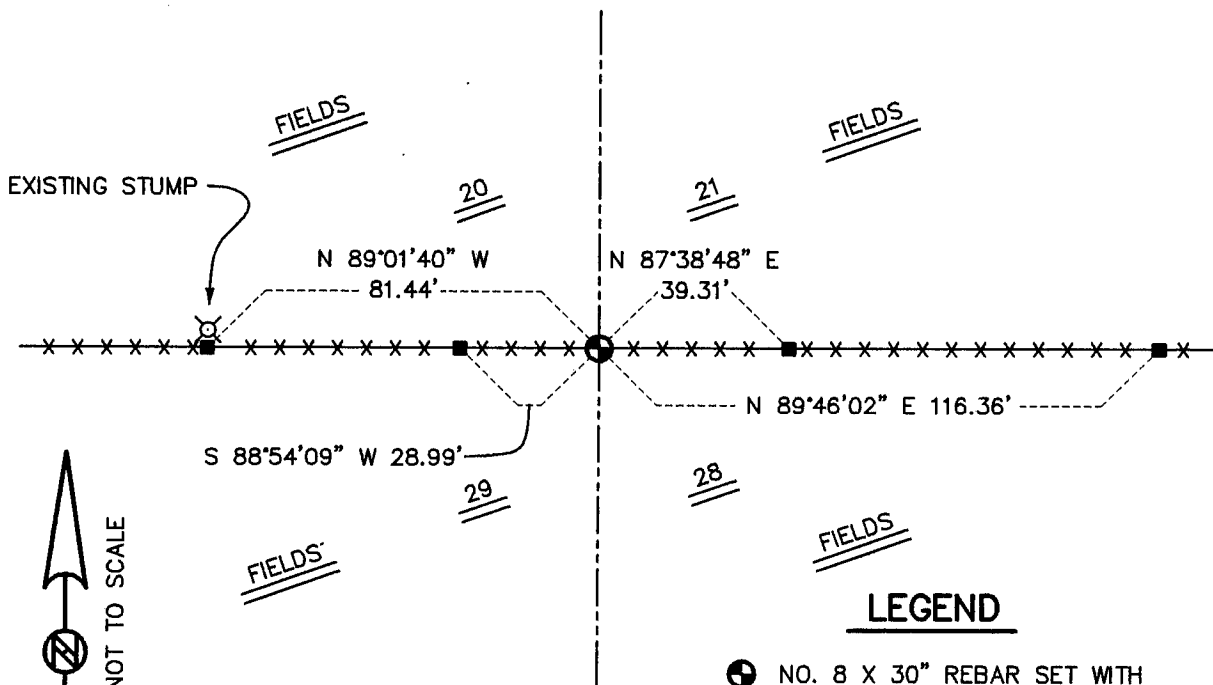 FIELDS
FIELDS
EXISTING STUMP
20
21
N 89°01'40" W
81.44'
N 87°38'48" E
39.31'
X X X X X X X X X X X X X X X X X X X X X X X X X X X X X X X X X X X
N 89°46'02" E 116.36'
S 88°54'09" W 28.99'
29
28
FIELDS
FIELDS
NOT TO SCALE
N
LEGEND
NO. 8 X 30" REBAR SET WITH